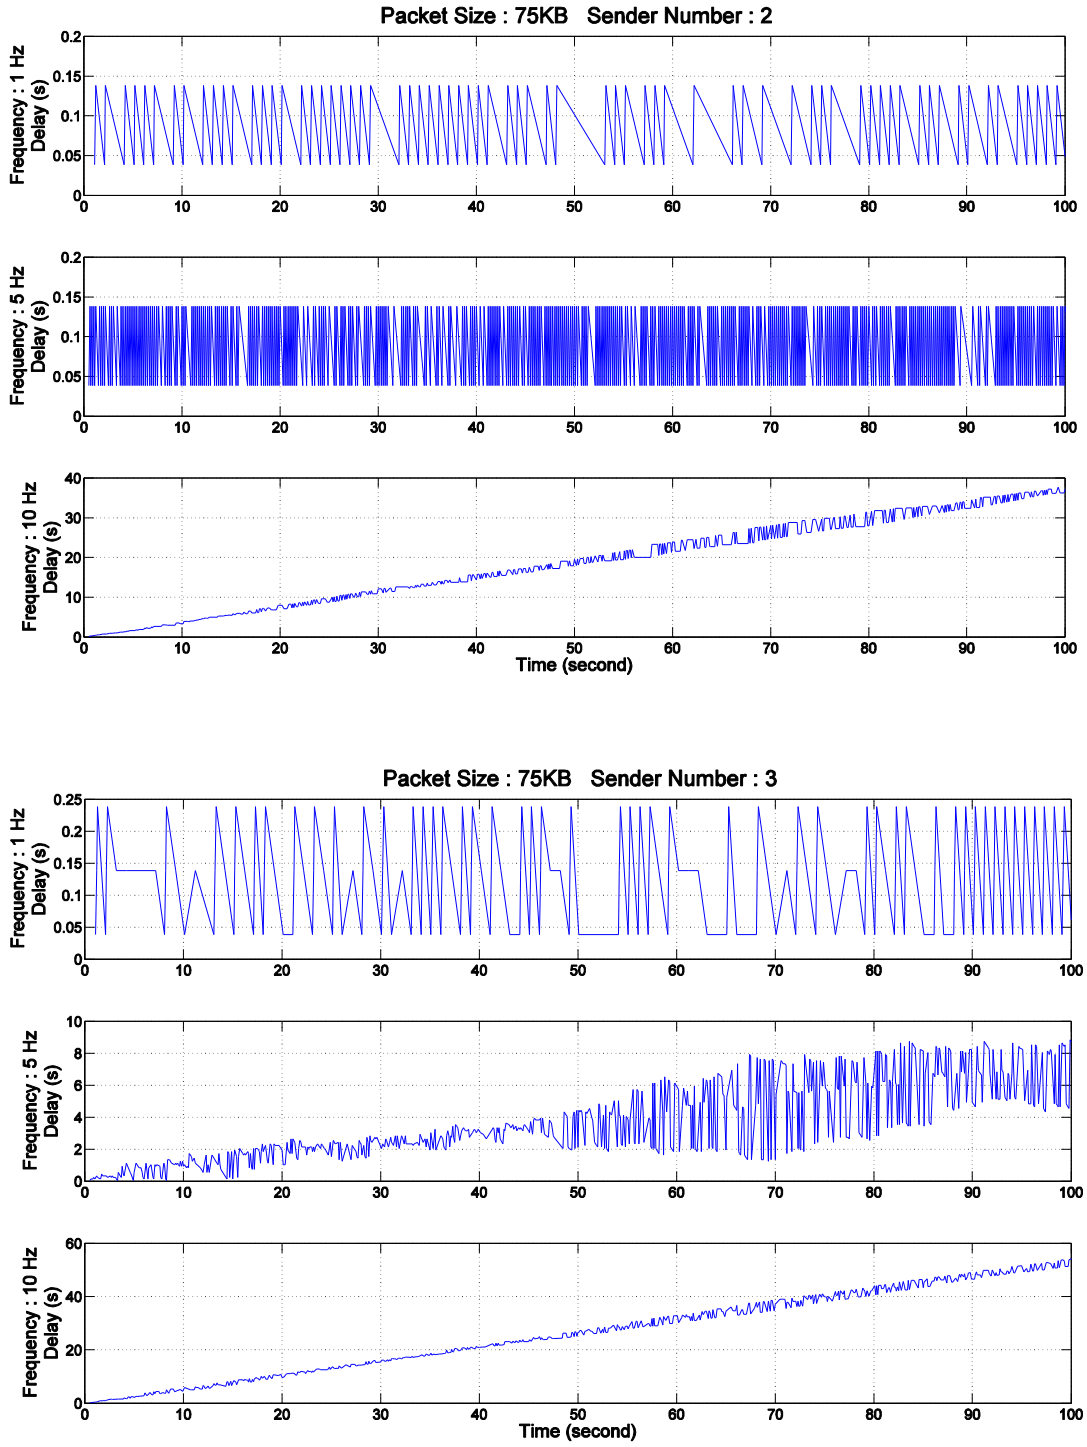 Packet Size : 75KB   Sender Number : 2
Frequency : 1 Hz
Delay (s)
0.2
0.15
0.1
0.05
0
0 10 20 30 40 50 60 70 80 90 100
Frequency : 5 Hz
Delay (s)
0.2
0.15
0.1
0.05
0
0 10 20 30 40 50 60 70 80 90 100
Frequency : 10 Hz
Delay (s)
40
30
20
10
0
0 10 20 30 40 50 60 70 80 90 100
Time (second)
Packet Size : 75KB   Sender Number : 3
Frequency : 1 Hz
Delay (s)
0.25
0.2
0.15
0.1
0.05
0
0 10 20 30 40 50 60 70 80 90 100
Frequency : 5 Hz
Delay (s)
10
8
6
4
2
0
0 10 20 30 40 50 60 70 80 90 100
Frequency : 10 Hz
Delay (s)
60
40
20
0
0 10 20 30 40 50 60 70 80 90 100
Time (second)